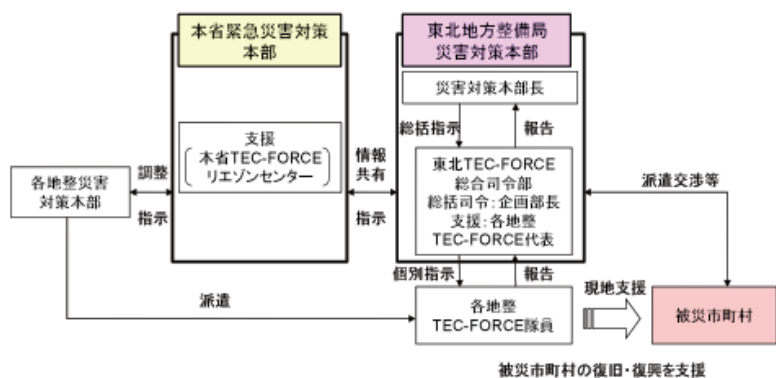 本省緊急災害対策
本部
東北地方整備局
災害対策本部
災害対策本部長
総括指示
報告
支援
本省TEC-FORCE
リエゾンセンター
情報
共有
指示
東北TEC-FORCE
総合司令部
総括司令:企画部長
支援:各地整
TEC-FORCE代表
各地整災害
対策本部
調整
指示
派遣交渉等
個別指示
報告
派遣
各地整
TEC-FORCE隊員
現地支援
被災市町村
被災市町村の復旧・復興を支援